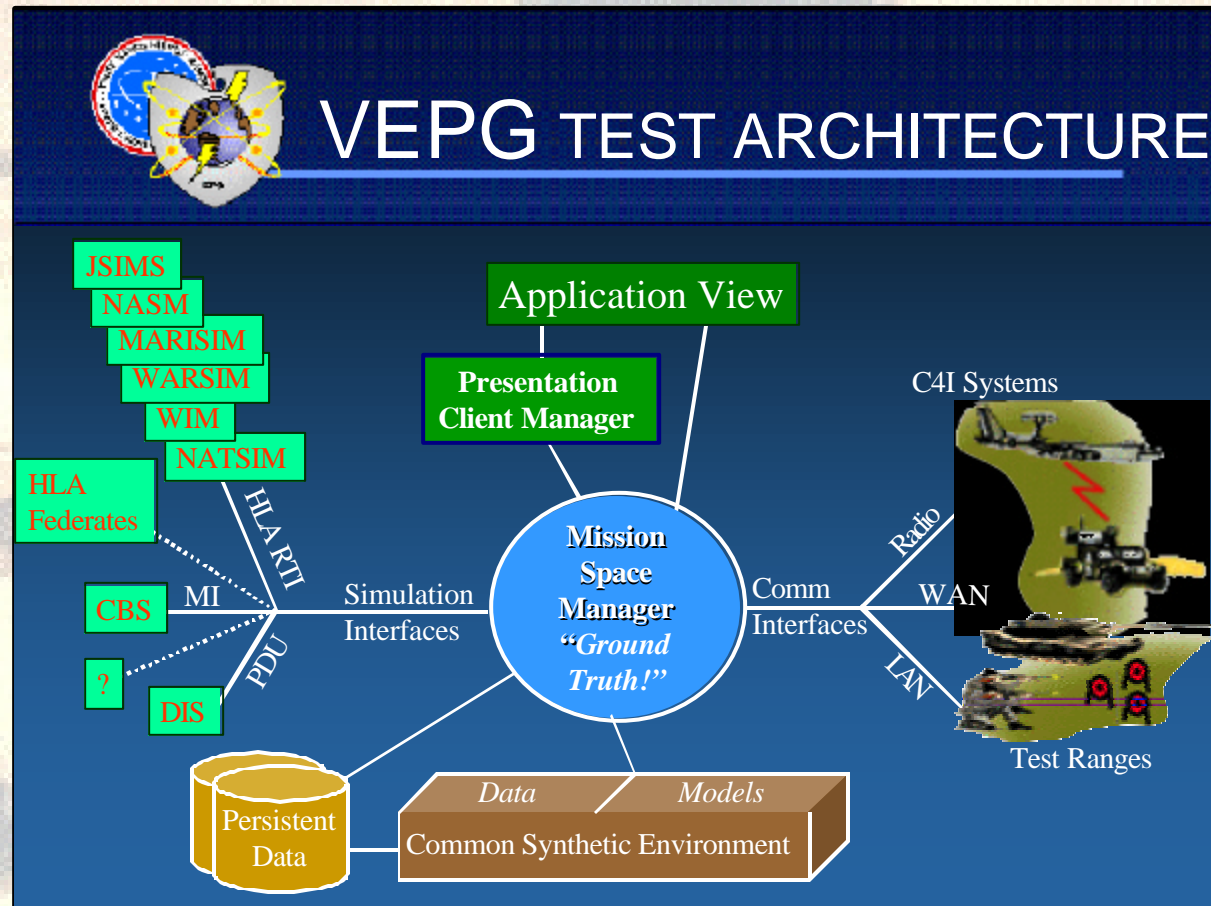 VEPG TEST ARCHITECTURE
JSIMS
NASM
MARISIM
WARSIM
WIM
NATSIM
HLA
Federates
CBS
?
DIS
HLA RTI
MI
PDU
Simulation
Interfaces
Application View
Presentation
Client Manager
Mission
Space
Manager
“Ground
Truth!”
Comm
Interfaces
Radio
WAN
LAN
C4I Systems
Test Ranges
Persistent
Data
Data
Models
Common Synthetic Environment